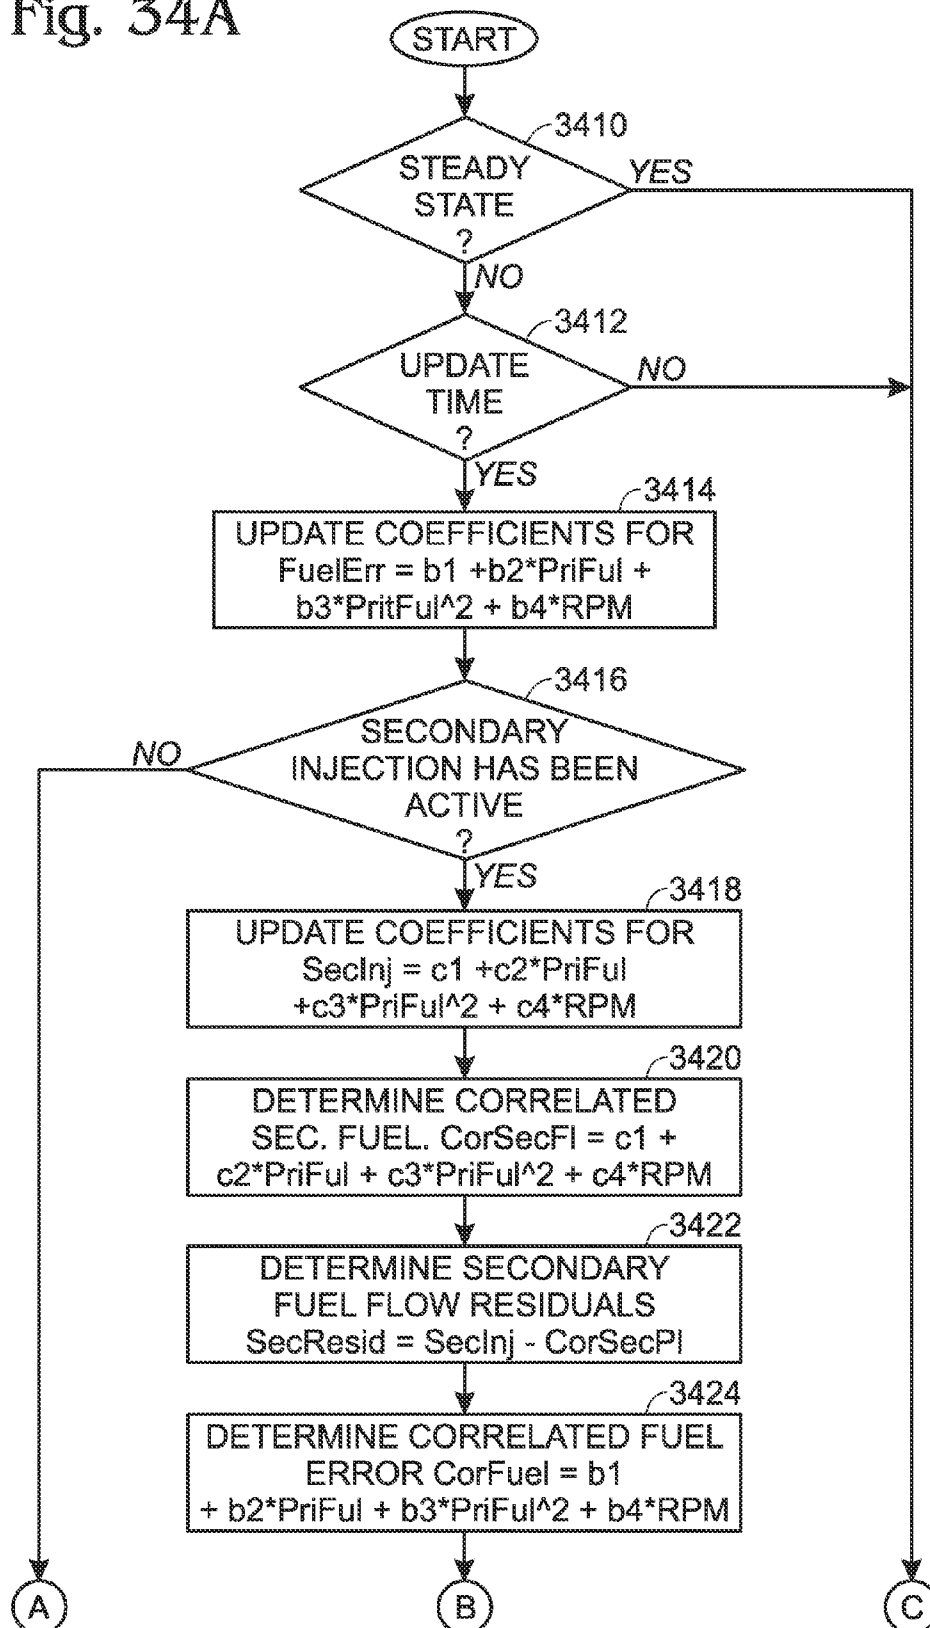 Fig. 34A
START
3410
STEADY
STATE
?
YES
NO
3412
UPDATE
TIME
?
NO
YES
3414
UPDATE COEFFICIENTS FOR
FuelErr = b1 +b2*PriFul +
b3*PritFul^2 + b4*RPM
3416
SECONDARY
INJECTION HAS BEEN
ACTIVE
?
NO
YES
3418
UPDATE COEFFICIENTS FOR
SecInj = c1 +c2*PriFul
+c3*PriFul^2 + c4*RPM
3420
DETERMINE CORRELATED
SEC. FUEL. CorSecFl = c1 +
c2*PriFul + c3*PriFul^2 + c4*RPM
3422
DETERMINE SECONDARY
FUEL FLOW RESIDUALS
SecResid = SecInj - CorSecPl
3424
DETERMINE CORRELATED FUEL
ERROR CorFuel = b1
+ b2*PriFul + b3*PriFul^2 + b4*RPM
A
B
C